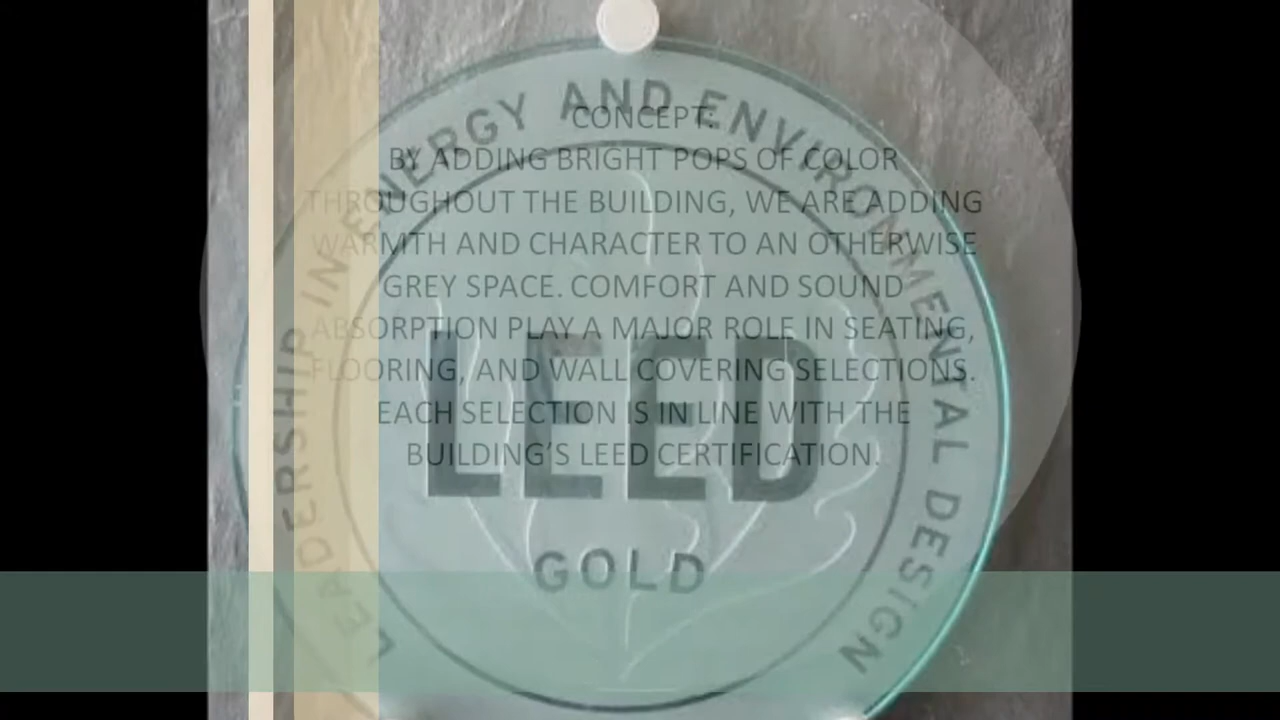 LEADERSHIP IN ENERGY AND ENVIRONMENTAL DESIGN
CONCEPT:
BY ADDING BRIGHT POPS OF COLOR
THROUGHOUT THE BUILDING, WE ARE ADDING
WARMTH AND CHARACTER TO AN OTHERWISE
GREY SPACE. COMFORT AND SOUND
ABSORPTION PLAY A MAJOR ROLE IN SEATING,
FLOORING, AND WALL COVERING SELECTIONS.
EACH SELECTION IS IN LINE WITH THE
BUILDING'S LEED CERTIFICATION.
LEED
GOLD